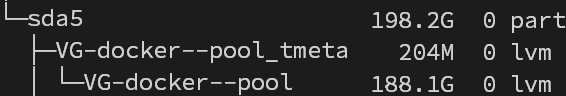 └─sda5 198.2G 0 part
├─VG-docker--pool_tmeta 204M 0 lvm
│ └─VG-docker--pool 188.1G 0 lvm